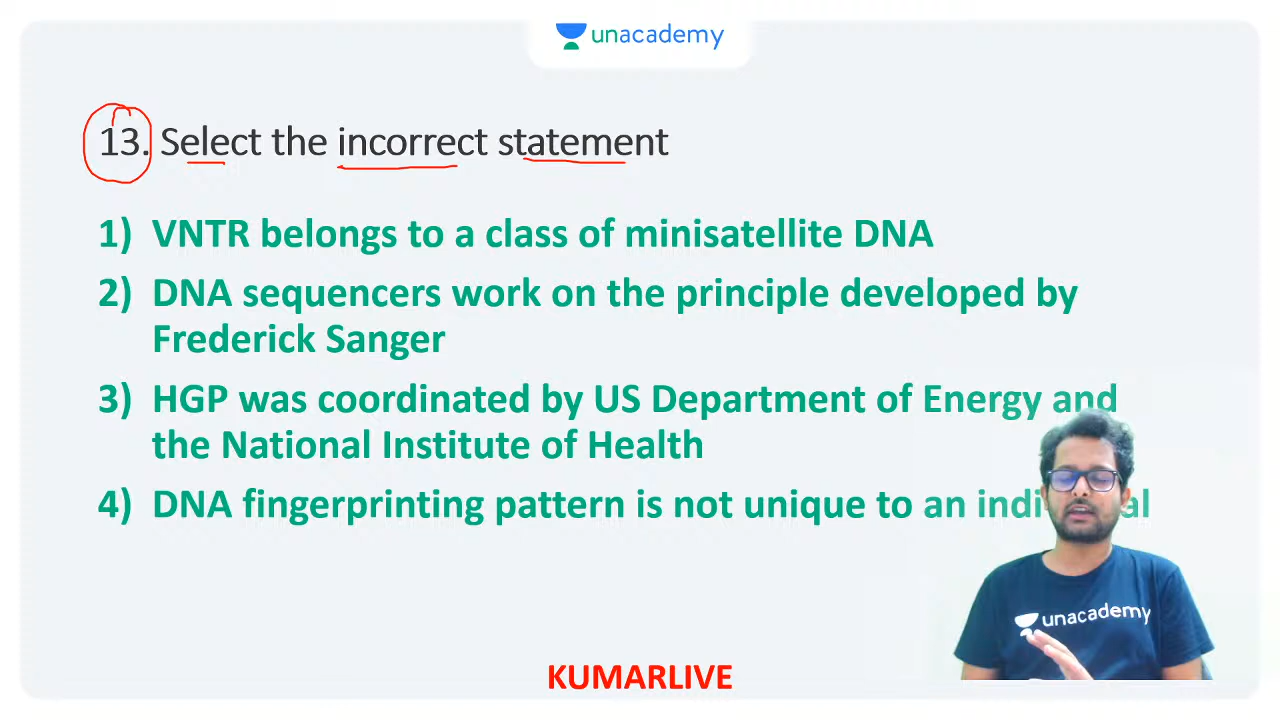 unacademy
13. Select the incorrect statement
1) VNTR belongs to a class of minisatellite DNA
2) DNA sequencers work on the principle developed by
Frederick Sanger
3) HGP was coordinated by US Department of Energy and
the National Institute of Health
4) DNA fingerprinting pattern is not unique to an
unacademy
KUMARLIVE